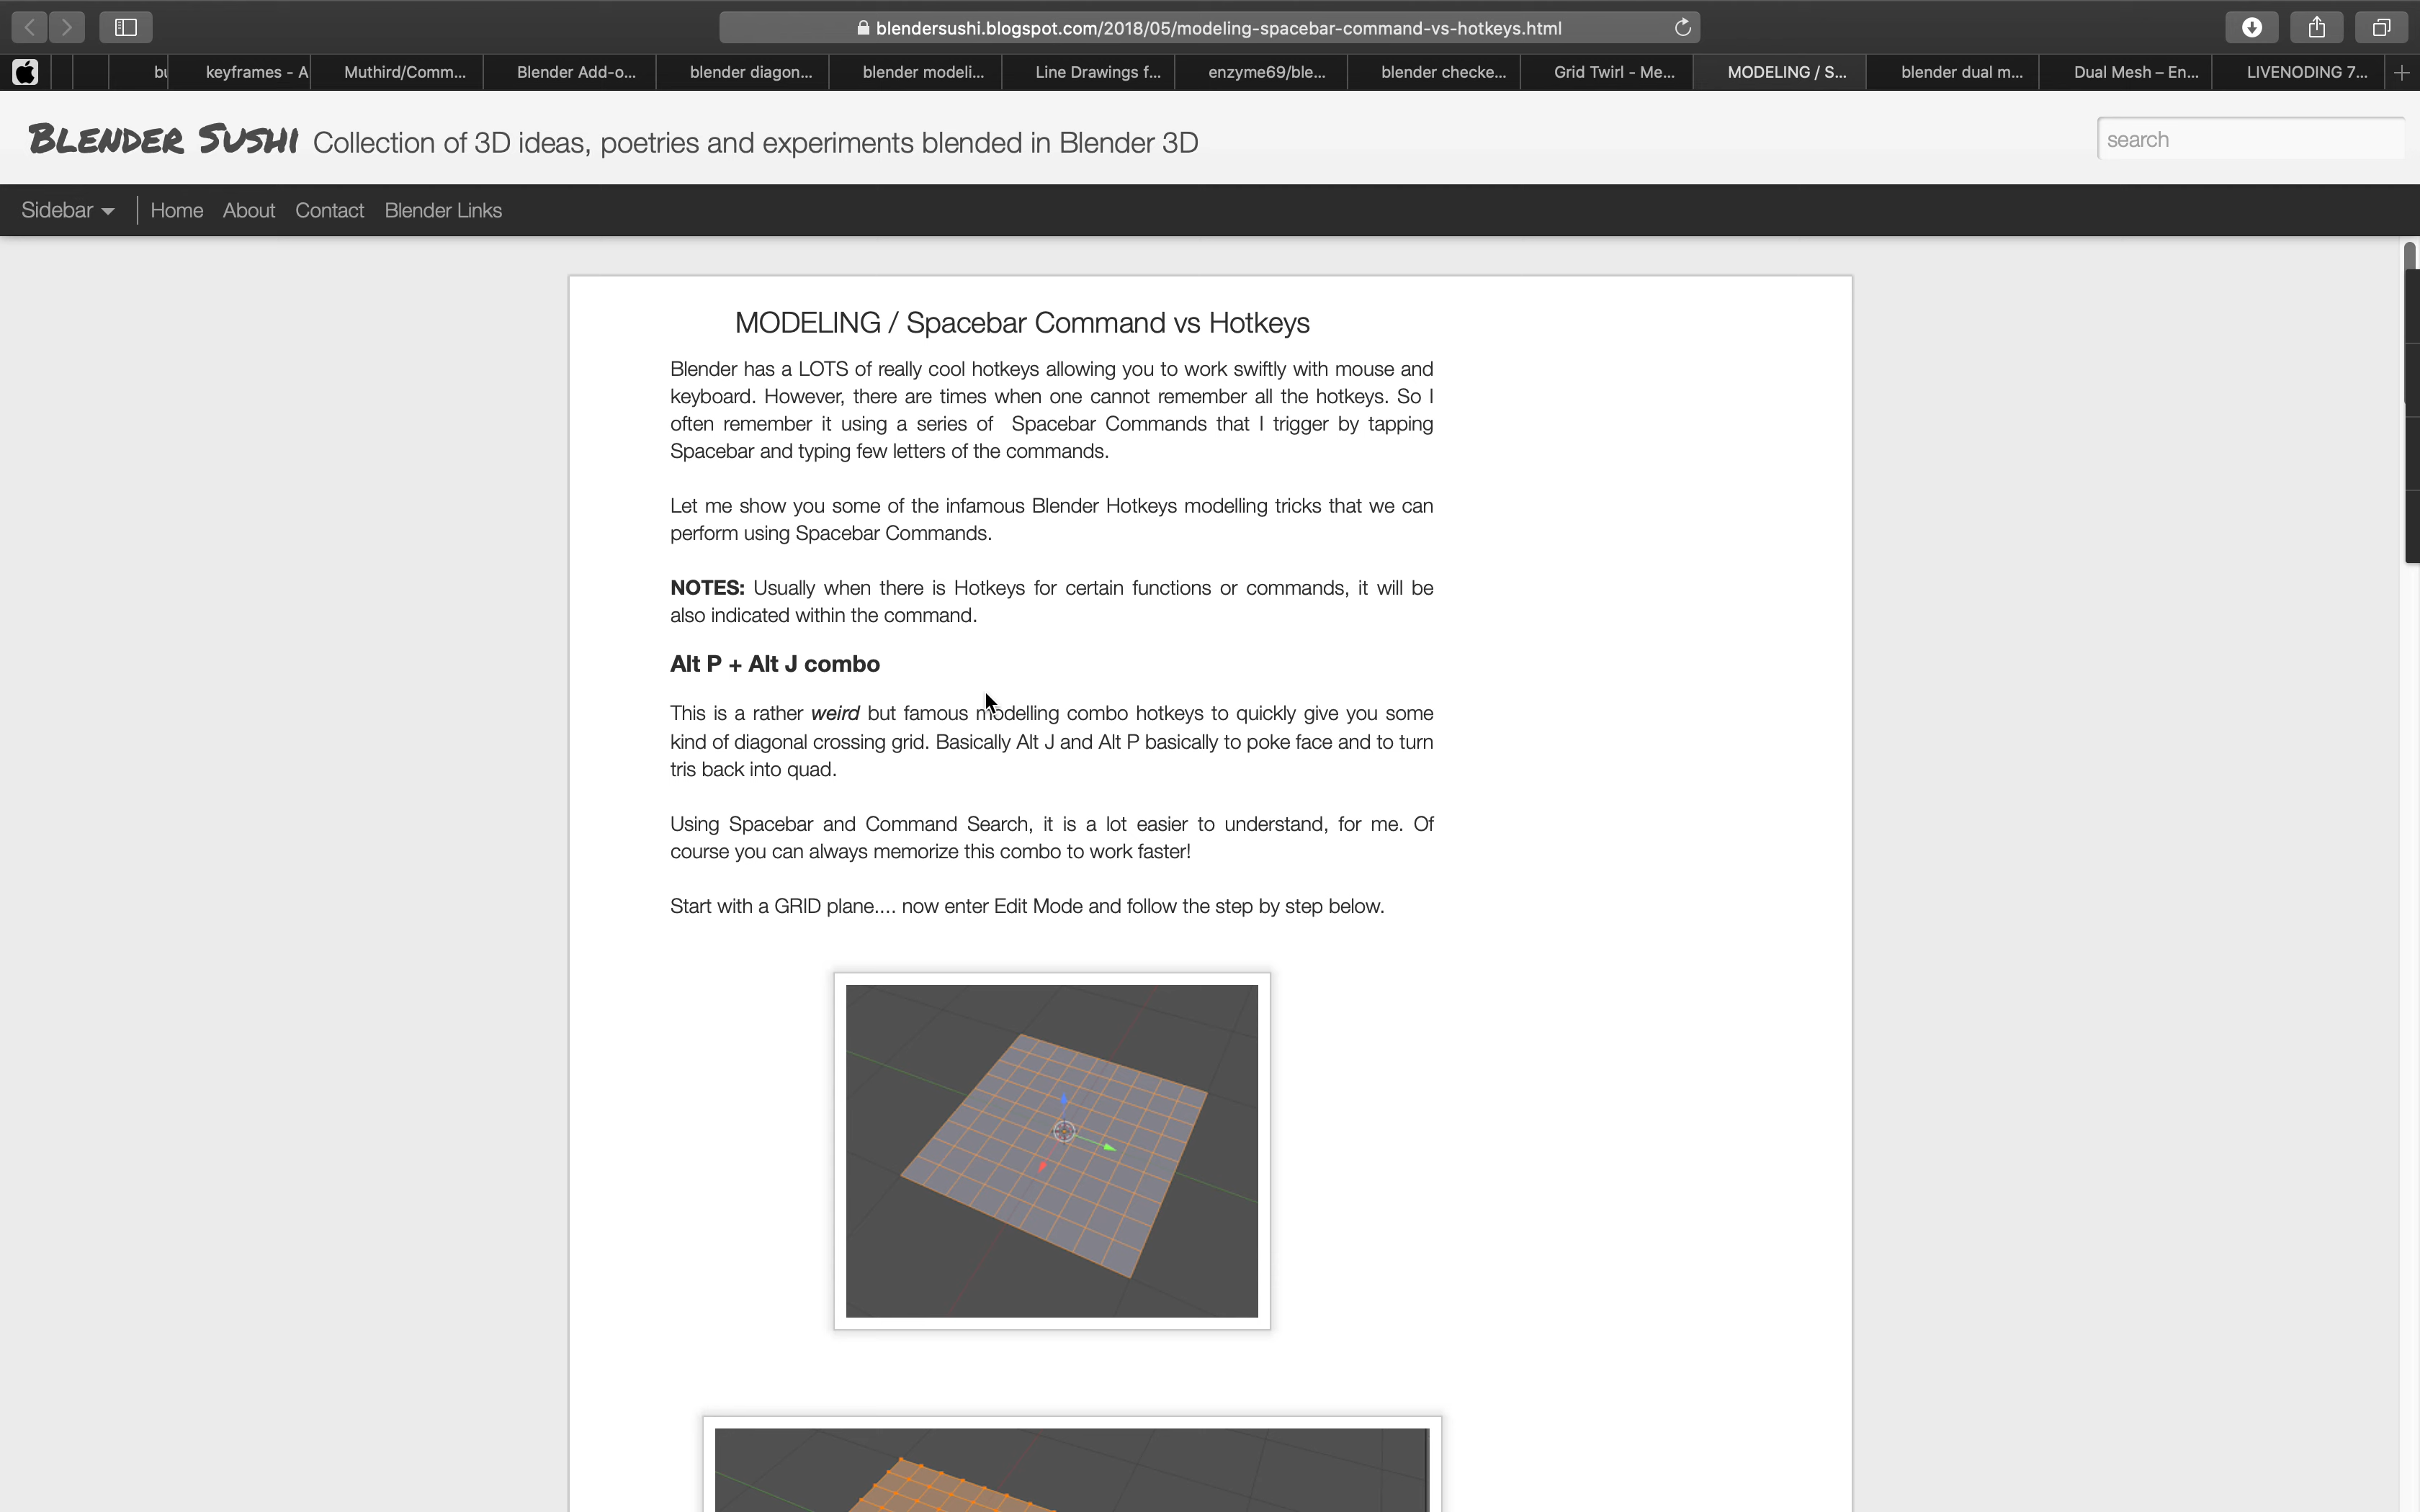 blendersushi.blogspot.com/2018/05/modeling-spacebar-command-vs-hotkeys.html
keyframes - A
Muthird/Comm...
Blender Add-o...
blender diagon...
blender modeli...
Line Drawings f...
enzyme69/ble...
blender checke...
Grid Twirl - Me...
MODELING / S...
blender dual m...
Dual Mesh – En...
LIVENODING 7...
BLENDER SUSHI Collection of 3D ideas, poetries and experiments blended in Blender 3D
search
Sidebar
Home
About
Contact
Blender Links
MODELING / Spacebar Command vs Hotkeys
Blender has a LOTS of really cool hotkeys allowing you to work swiftly with mouse and
keyboard. However, there are times when one cannot remember all the hotkeys. So I
often remember it using a series of Spacebar Commands that I trigger by tapping
Spacebar and typing few letters of the commands.
Let me show you some of the infamous Blender Hotkeys modelling tricks that we can
perform using Spacebar Commands.
NOTES: Usually when there is Hotkeys for certain functions or commands, it will be
also indicated within the command.
Alt P + Alt J combo
This is a rather weird but famous modelling combo hotkeys to quickly give you some
kind of diagonal crossing grid. Basically Alt J and Alt P basically to poke face and to turn
tris back into quad.
Using Spacebar and Command Search, it is a lot easier to understand, for me. Of
course you can always memorize this combo to work faster!
Start with a GRID plane.... now enter Edit Mode and follow the step by step below.